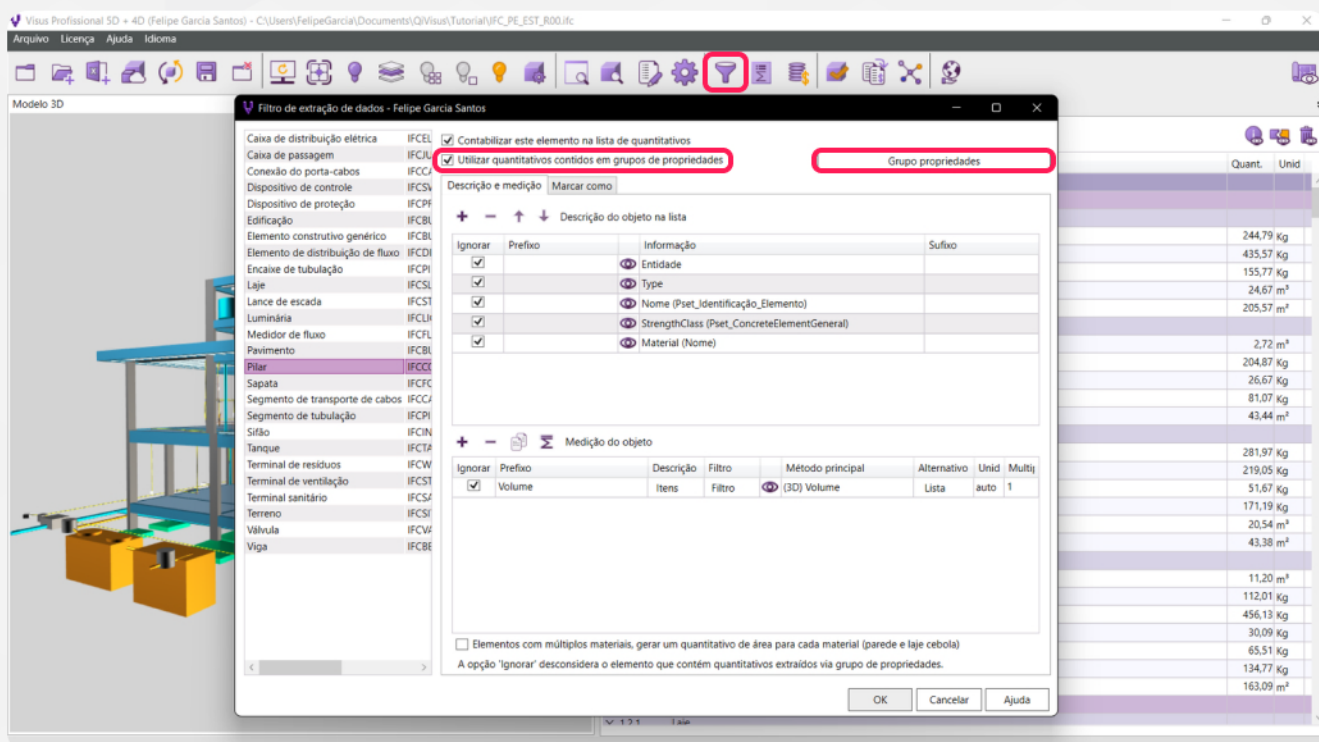 Visus Profissional 5D + 4D (Felipe Garcia Santos) - C:\Users\FelipeGarcia\Documents\QiVisus\Tutorial\IFC_PE_EST_R00.ifc
Arquivo Licença Ajuda Idioma
Modelo 3D
Filtro de extração de dados - Felipe Garcia Santos
Caixa de distribuição elétrica IFCEL
Caixa de passagem IFCJU
Conexão do porta-cabos IFCCA
Dispositivo de controle IFCSV
Dispositivo de proteção IFCPF
Edificação IFCBU
Elemento construtivo genérico IFCBU
Elemento de distribuição de fluxo IFCDI
Encaixe de tubulação IFCPI
Laje IFCSL
Lance de escada IFCST
Luminária IFCLI
Medidor de fluxo IFCFL
Pavimento IFCBU
Pilar IFCCO
Sapata IFCFO
Segmento de transporte de cabos IFCCA
Segmento de tubulação IFCPI
Sifão IFCIN
Tanque IFCTA
Terminal de resíduos IFCW
Terminal de ventilação IFCST
Terminal sanitário IFCSA
Terreno IFCSI
Válvula IFCVA
Viga IFCBE
Contabilizar este elemento na lista de quantitativos
Utilizar quantitativos contidos em grupos de propriedades
Grupo propriedades
Descrição e medição Marcar como
Descrição do objeto na lista
Ignorar Prefixo Informação Sufixo
Entidade
Type
Nome (Pset_Identificação_Elemento)
StrengthClass (Pset_ConcreteElementGeneral)
Material (Nome)
Medição do objeto
Ignorar Prefixo Descrição Filtro Método principal Alternativo Unid Multip
Volume Itens Filtro (3D) Volume Lista auto 1
Elementos com múltiplos materiais, gerar um quantitativo de área para cada material (parede e laje cebola)
A opção 'Ignorar' desconsidera o elemento que contém quantitativos extraídos via grupo de propriedades.
OK Cancelar Ajuda
Quant. Unid
244,79 Kg
435,57 Kg
155,77 Kg
24,67 m³
205,57 m²
2,72 m³
204,87 Kg
26,67 Kg
81,07 Kg
43,44 m²
281,97 Kg
219,05 Kg
51,67 Kg
171,19 Kg
20,54 m³
43,38 m²
11,20 m³
112,01 Kg
456,13 Kg
30,09 Kg
65,51 Kg
134,77 Kg
163,09 m²
1.2.1 Laje